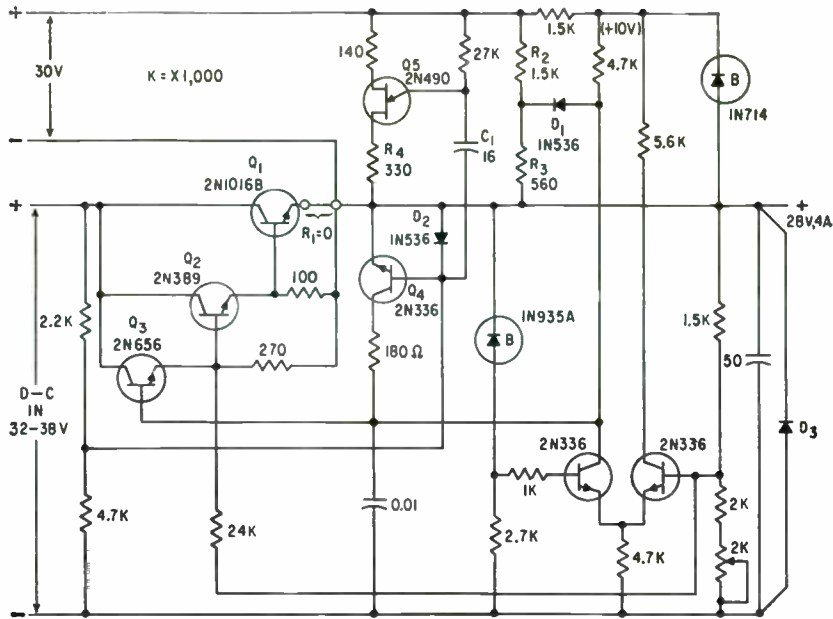 +
30V
K = X 1,000
140
Q5
2N490
27K
R2
1.5K
1.5K
(+10V)
4.7K
B
1N714
D1
1N536
5.6K
C1
16
R4
330
R3
560
−
Q1
2N1016B
+
R1=0
D2
1N536
+
28V,4A
Q2
2N389
100
Q4
2N336
1N935A
B
2.2K
Q3
2N656
270
180 Ω
1.5K
50
D-C
IN
32-38V
D3
2N336
2N336
1K
4.7K
24K
0.01
2.7K
4.7K
2K
2K
−